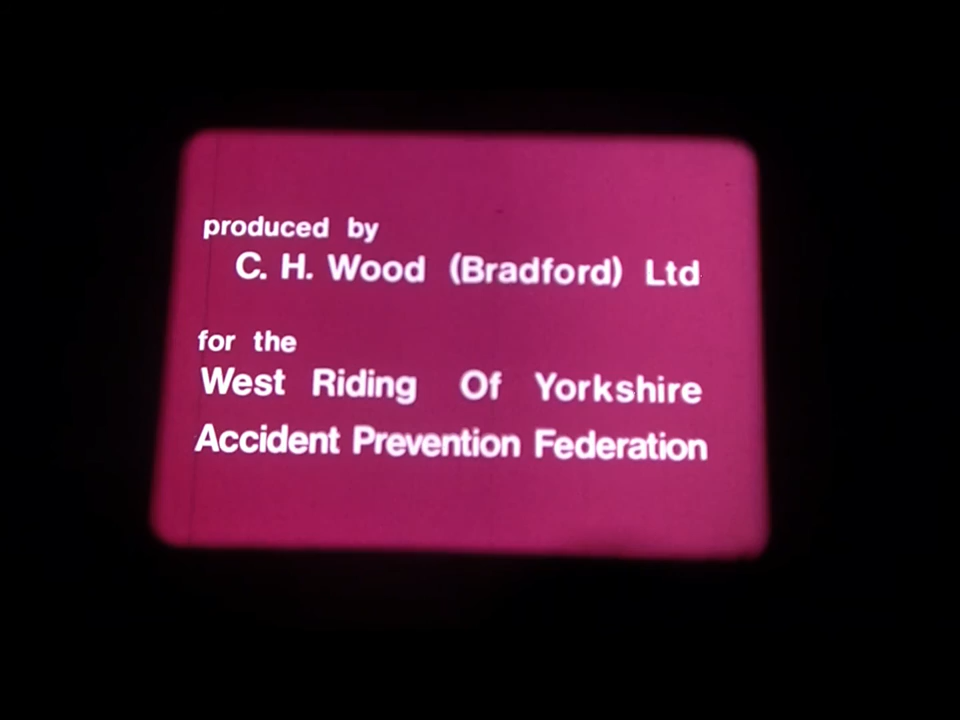 produced by
C. H. Wood (Bradford) Ltd
for the
West Riding Of Yorkshire
Accident Prevention Federation